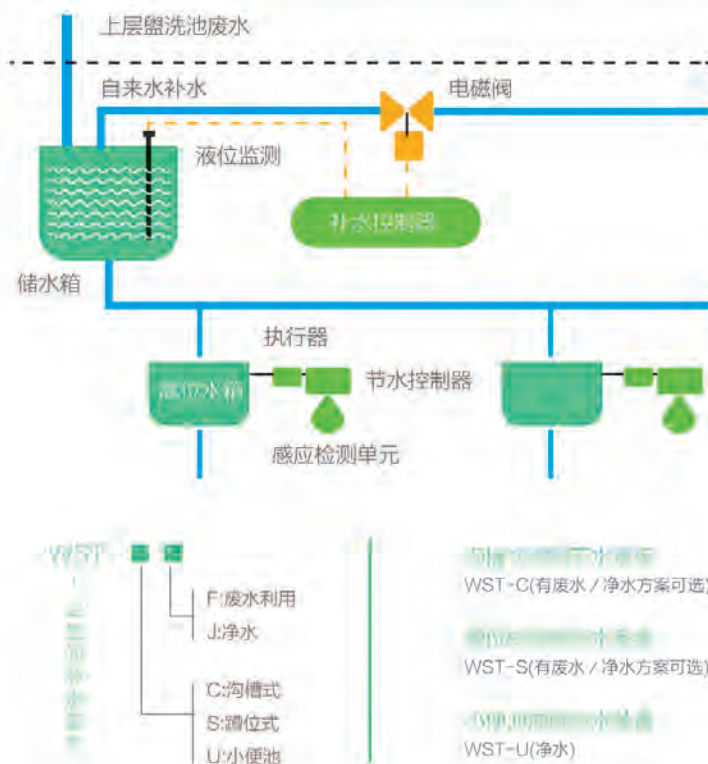 上层盥洗池废水
自来水补水
电磁阀
液位监测
补水控制器
储水箱
执行器
高位水箱
节水控制器
感应检测单元
WST-
F:废水利用
J:净水
C:沟槽式
S:蹲位式
U:小便池
WST-C(有废水/净水方案可选)
WST-S(有废水/净水方案可选)
WST-U(净水)